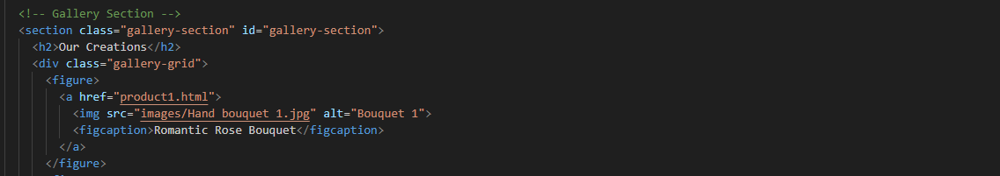 <!-- Gallery Section -->
<section class="gallery-section" id="gallery-section">
<h2>Our Creations</h2>
<div class="gallery-grid">
<figure>
<a href="product1.html">
<img src="images/Hand bouquet 1.jpg" alt="Bouquet 1">
<figcaption>Romantic Rose Bouquet</figcaption>
</a>
</figure>